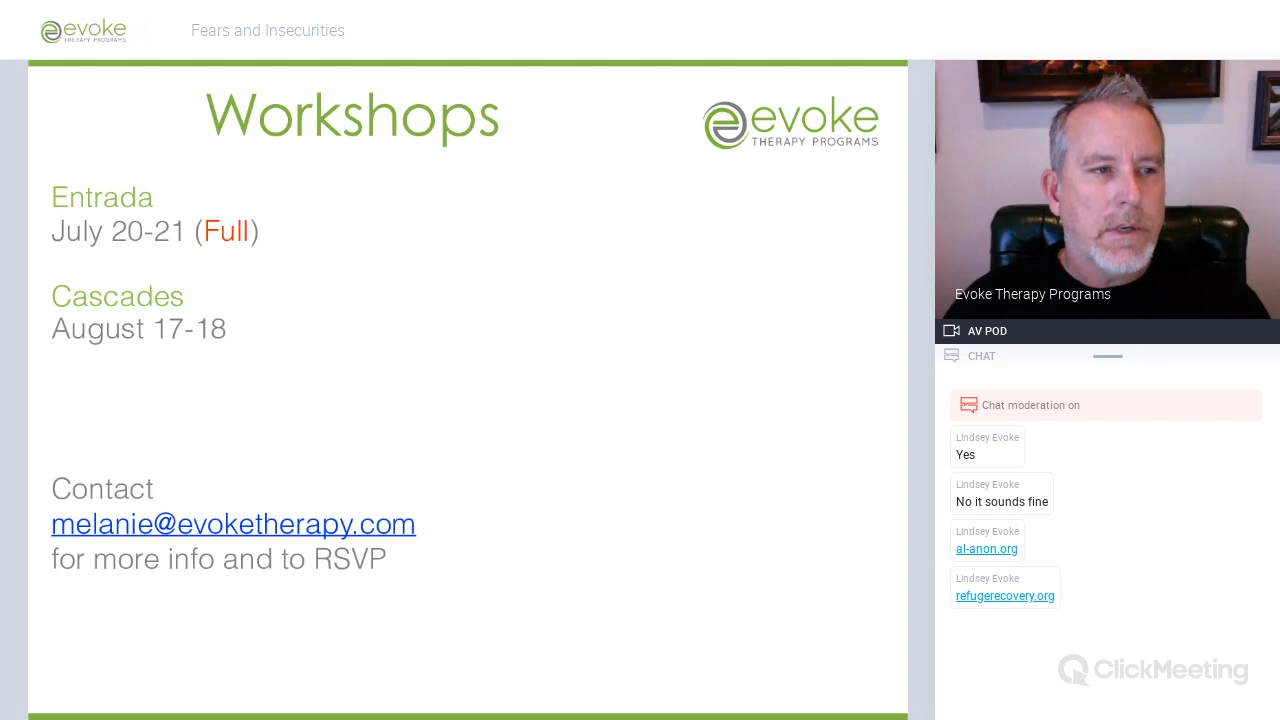 evoke
THERAPY PROGRAMS
Fears and Insecurities
Workshops
evoke
THERAPY PROGRAMS
Entrada
July 20-21 (Full)
Cascades
August 17-18
Contact
melanie@evoketherapy.com
for more info and to RSVP
Evoke Therapy Programs
AV POD
CHAT
Chat moderation on
Lindsey Evoke
Yes
Lindsey Evoke
No it sounds fine
Lindsey Evoke
al-anon.org
Lindsey Evoke
refugerecovery.org
ClickMeeting